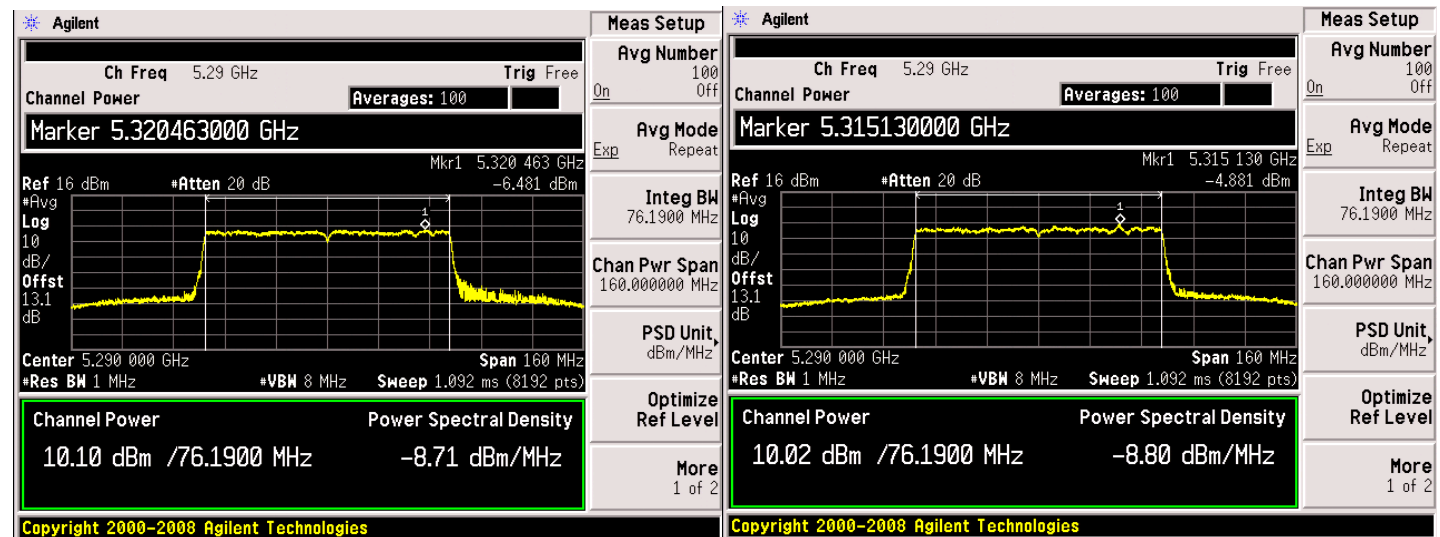 Agilent
Ch Freq 5.29 GHz Trig Free
Channel Power Averages: 100
Marker 5.320463000 GHz
Mkr1 5.320 463 GHz
Ref 16 dBm #Atten 20 dB -6.481 dBm
#Avg
Log
10
dB/
Offst
13.1
dB
1
Center 5.290 000 GHz Span 160 MHz
#Res BW 1 MHz #VBW 8 MHz Sweep 1.092 ms (8192 pts)
Channel Power Power Spectral Density
10.10 dBm /76.1900 MHz -8.71 dBm/MHz
Copyright 2000-2008 Agilent Technologies
Meas Setup
Avg Number
100
On Off
Avg Mode
Exp Repeat
Integ BW
76.1900 MHz
Chan Pwr Span
160.000000 MHz
PSD Unit
dBm/MHz
Optimize
Ref Level
More
1 of 2
Agilent
Ch Freq 5.29 GHz Trig Free
Channel Power Averages: 100
Marker 5.315130000 GHz
Mkr1 5.315 130 GHz
Ref 16 dBm #Atten 20 dB -4.881 dBm
#Avg
Log
10
dB/
Offst
13.1
dB
1
Center 5.290 000 GHz Span 160 MHz
#Res BW 1 MHz #VBW 8 MHz Sweep 1.092 ms (8192 pts)
Channel Power Power Spectral Density
10.02 dBm /76.1900 MHz -8.80 dBm/MHz
Copyright 2000-2008 Agilent Technologies
Meas Setup
Avg Number
100
On Off
Avg Mode
Exp Repeat
Integ BW
76.1900 MHz
Chan Pwr Span
160.000000 MHz
PSD Unit
dBm/MHz
Optimize
Ref Level
More
1 of 2